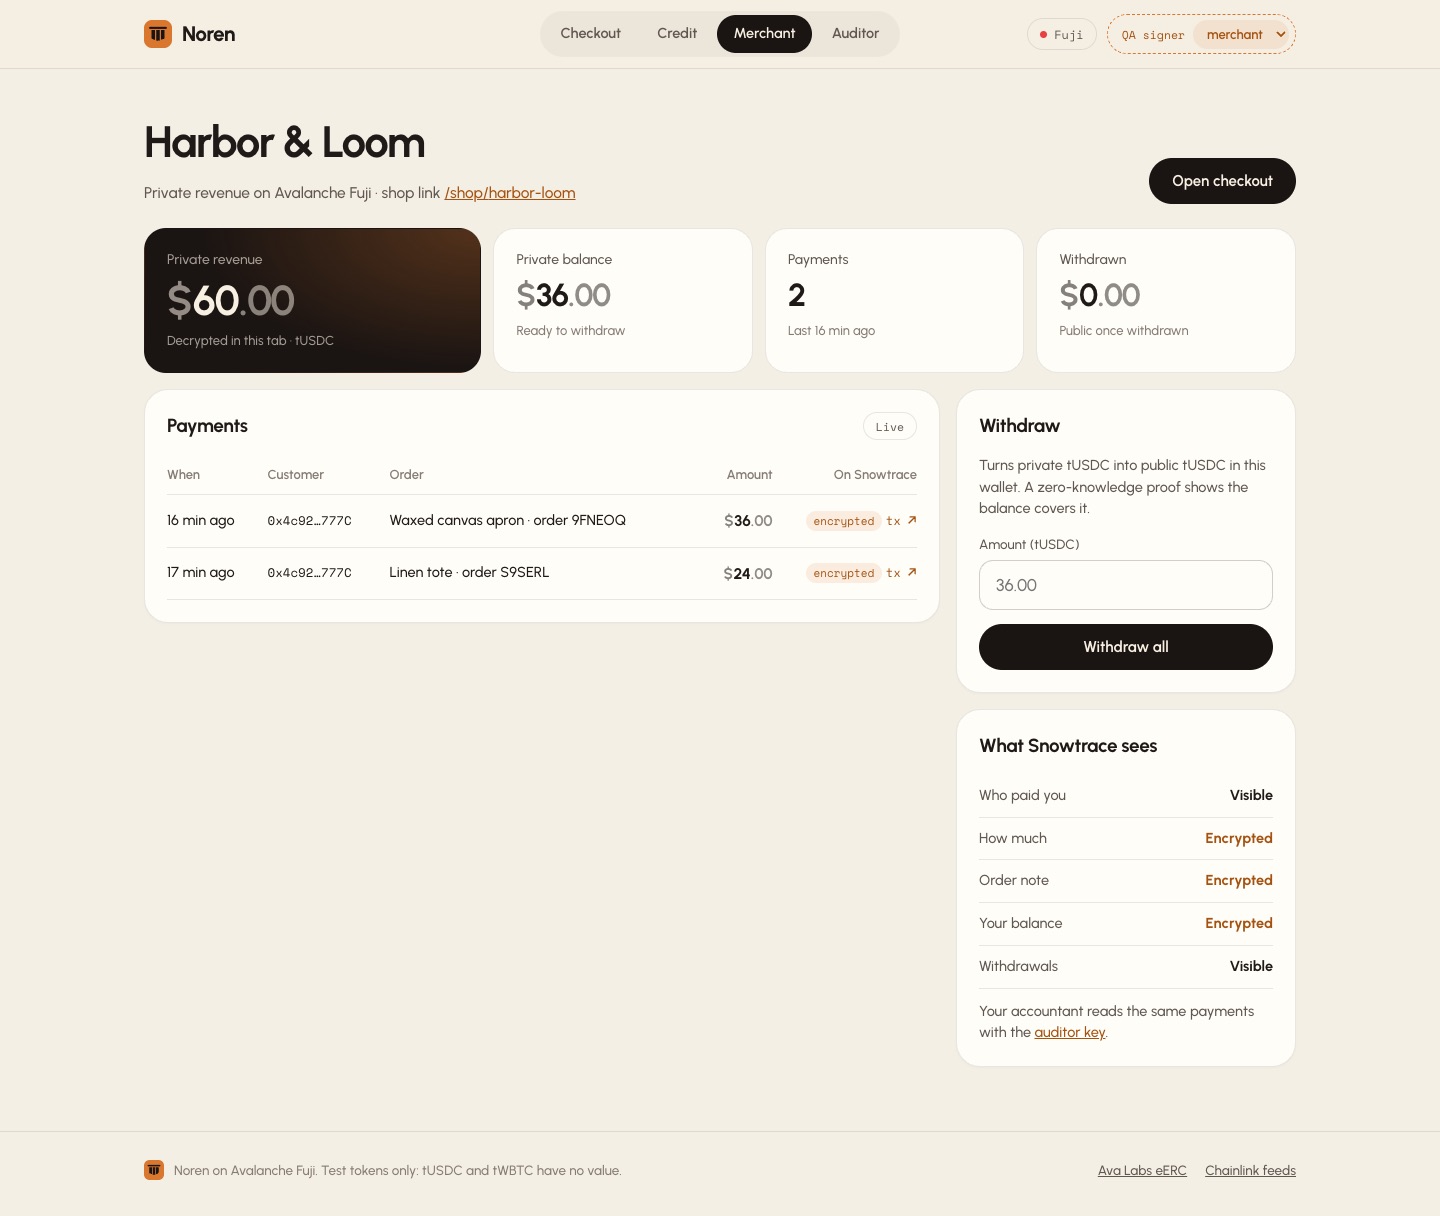 Noren
Checkout
Credit
Merchant
Auditor
Fuji
QA signer
merchant
Harbor & Loom
Private revenue on Avalanche Fuji · shop link /shop/harbor-loom
Open checkout
Private revenue
$60.00
Decrypted in this tab · tUSDC
Private balance
$36.00
Ready to withdraw
Payments
2
Last 16 min ago
Withdrawn
$0.00
Public once withdrawn
Payments
Live
When Customer Order Amount On Snowtrace
16 min ago 0x4c92…777C Waxed canvas apron · order 9FNEOQ $36.00 encrypted tx ↗
17 min ago 0x4c92…777C Linen tote · order S9SERL $24.00 encrypted tx ↗
Withdraw
Turns private tUSDC into public tUSDC in this
wallet. A zero-knowledge proof shows the
balance covers it.
Amount (tUSDC)
36.00
Withdraw all
What Snowtrace sees
Who paid you Visible
How much Encrypted
Order note Encrypted
Your balance Encrypted
Withdrawals Visible
Your accountant reads the same payments
with the auditor key.
Noren on Avalanche Fuji. Test tokens only: tUSDC and tWBTC have no value.
Ava Labs eERC
Chainlink feeds